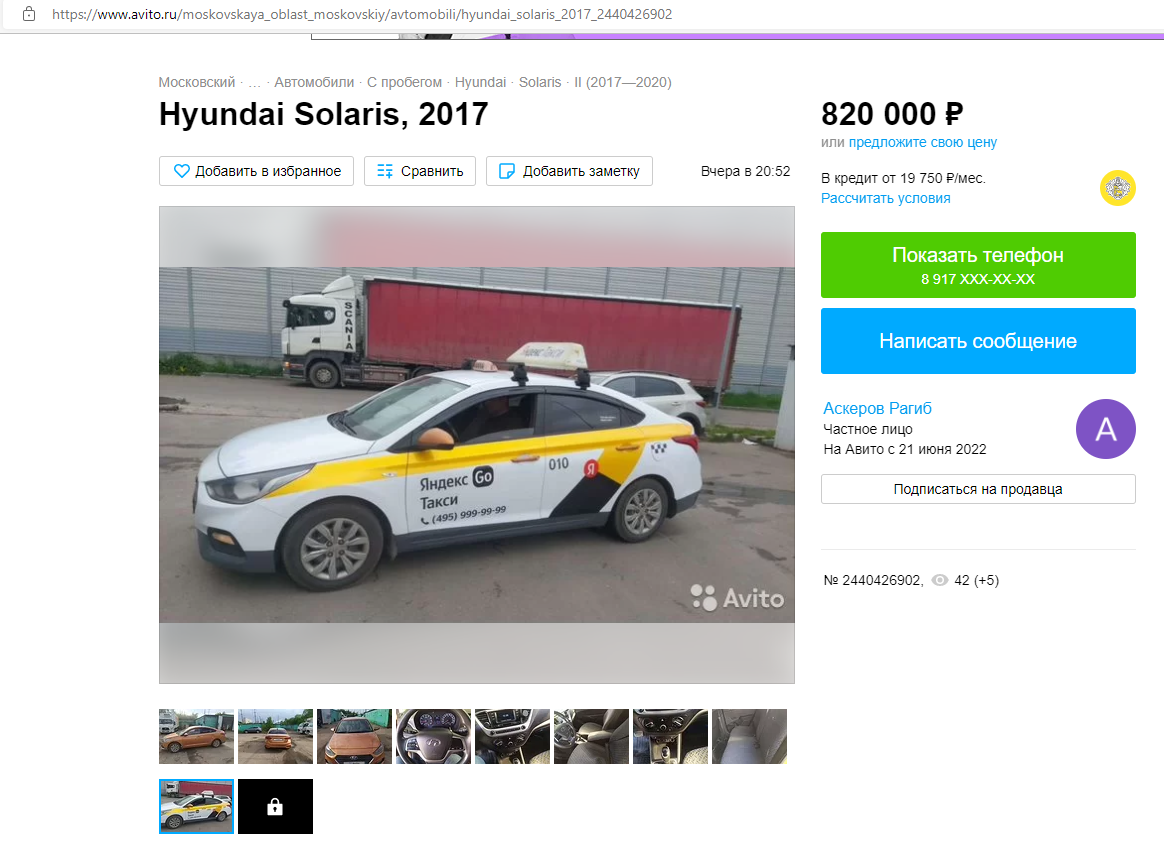 https://www.avito.ru/moskovskaya_oblast_moskovskiy/avtomobili/hyundai_solaris_2017_2440426902
Московский · … · Автомобили · С пробегом · Hyundai · Solaris · II (2017—2020)
Hyundai Solaris, 2017
Добавить в избранное
Сравнить
Добавить заметку
Вчера в 20:52
SCANIA
Яндекс Go
Такси
(495) 999-99-99
010
Я
Avito
820 000 ₽
или предложите свою цену
В кредит от 19 750 ₽/мес.
Рассчитать условия
Показать телефон
8 917 XXX-XX-XX
Написать сообщение
Аскеров Рагиб
Частное лицо
На Авито с 21 июня 2022
А
Подписаться на продавца
№ 2440426902, 42 (+5)